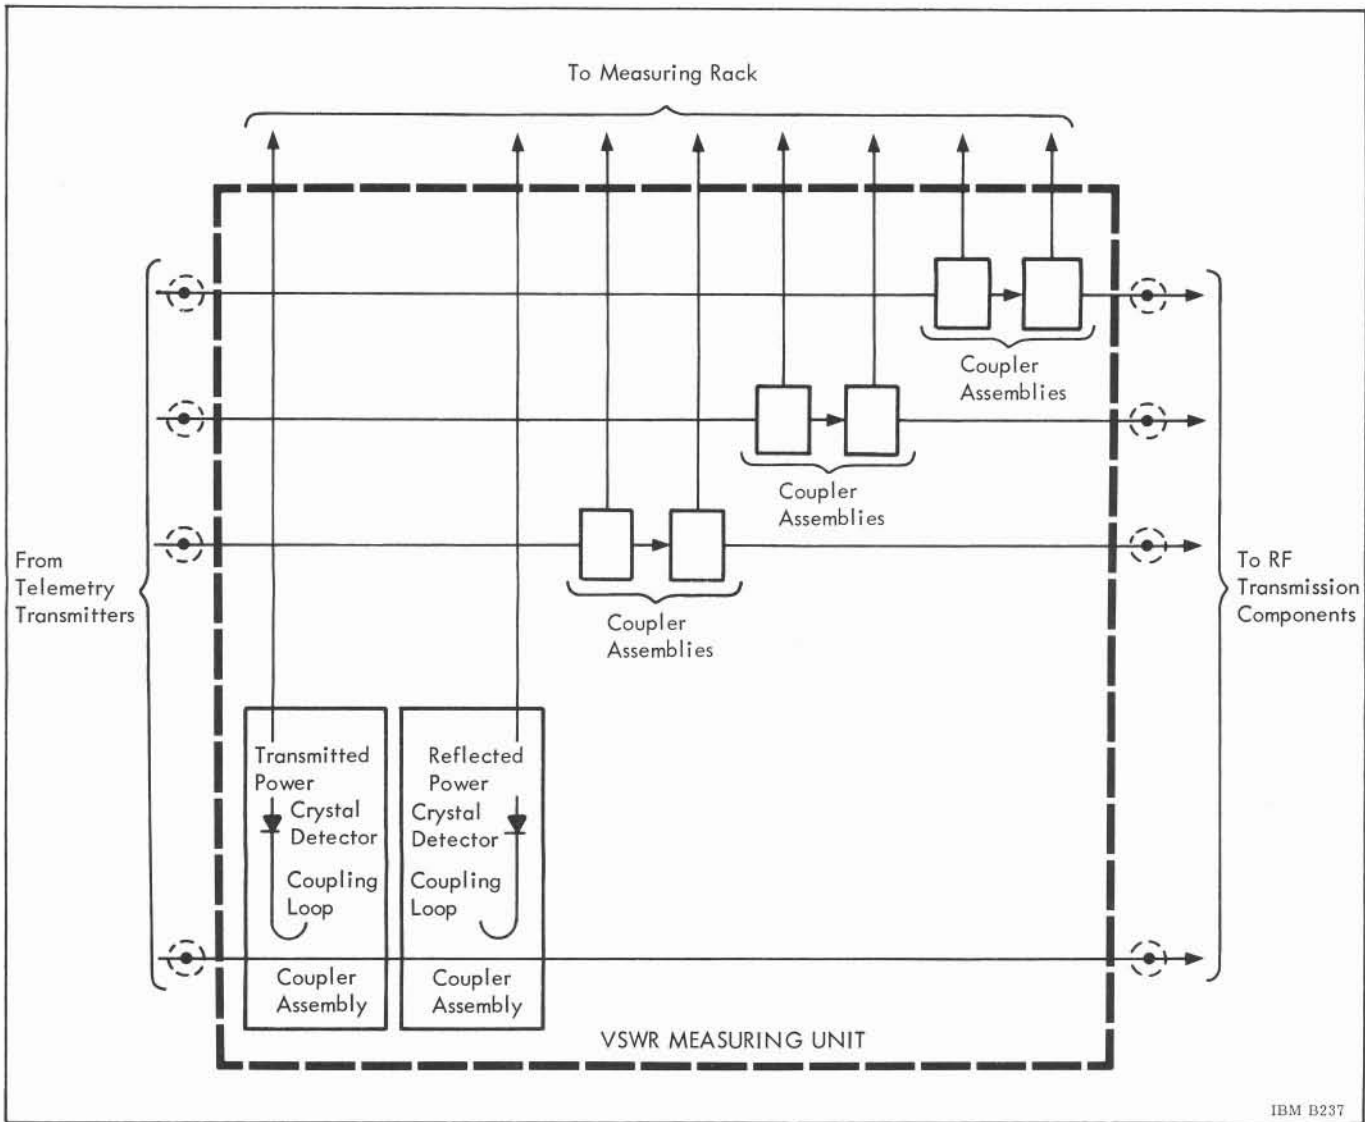 To Measuring Rack
Coupler
Assemblies
Coupler
Assemblies
Coupler
Assemblies
From
Telemetry
Transmitters
To RF
Transmission
Components
Transmitted
Power
Crystal
Detector
Coupling
Loop
Coupler
Assembly
Reflected
Power
Crystal
Detector
Coupling
Loop
Coupler
Assembly
VSWR MEASURING UNIT
IBM B237